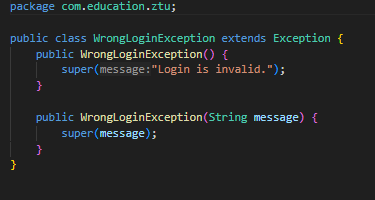 package com.education.ztu;
public class WrongLoginException extends Exception {
public WrongLoginException() {
super(message:"Login is invalid.");
}
public WrongLoginException(String message) {
super(message);
}
}